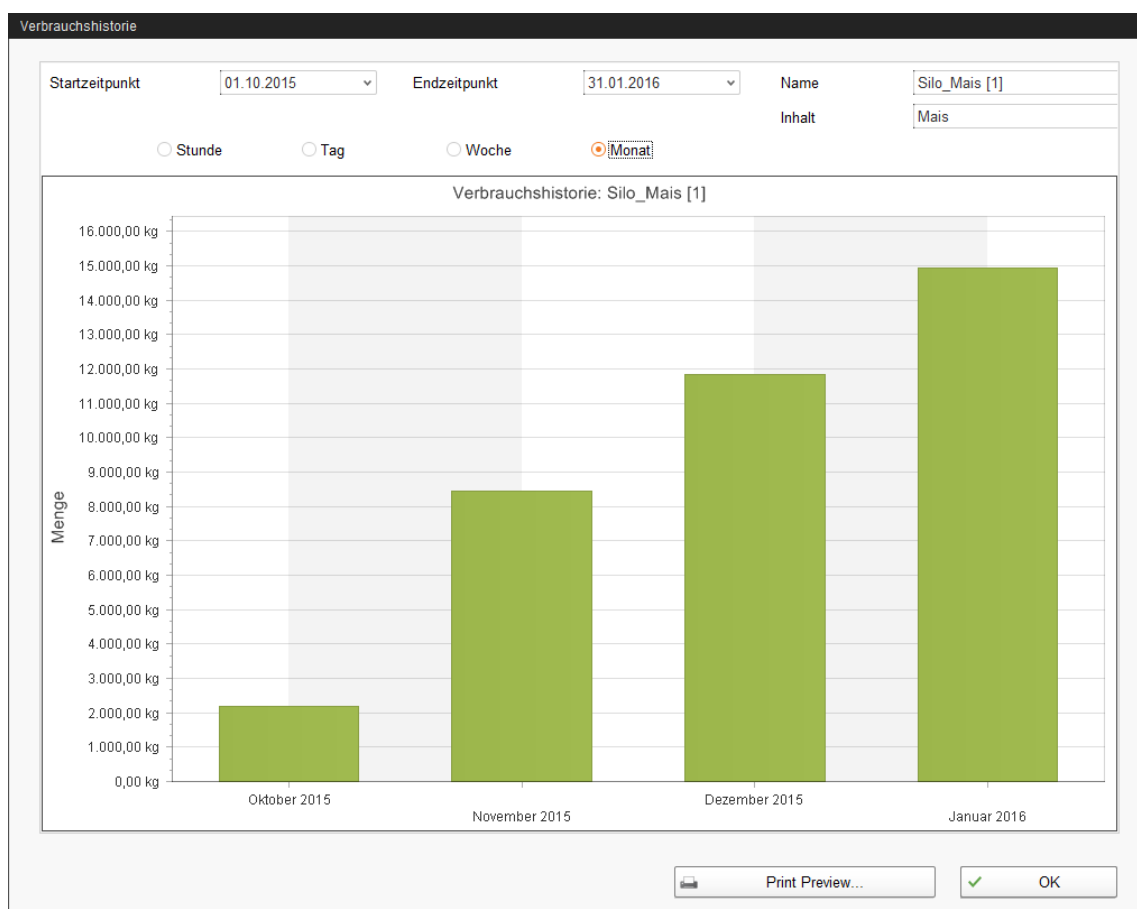 Verbrauchshistorie
Startzeitpunkt 01.10.2015 Endzeitpunkt 31.01.2016 Name Silo_Mais [1]
Inhalt Mais
Stunde Tag Woche Monat
Verbrauchshistorie: Silo_Mais [1]
16.000,00 kg
15.000,00 kg
14.000,00 kg
13.000,00 kg
12.000,00 kg
11.000,00 kg
10.000,00 kg
9.000,00 kg
8.000,00 kg
7.000,00 kg
6.000,00 kg
5.000,00 kg
4.000,00 kg
3.000,00 kg
2.000,00 kg
1.000,00 kg
0,00 kg
Menge
Oktober 2015 Dezember 2015
November 2015 Januar 2016
Print Preview... OK